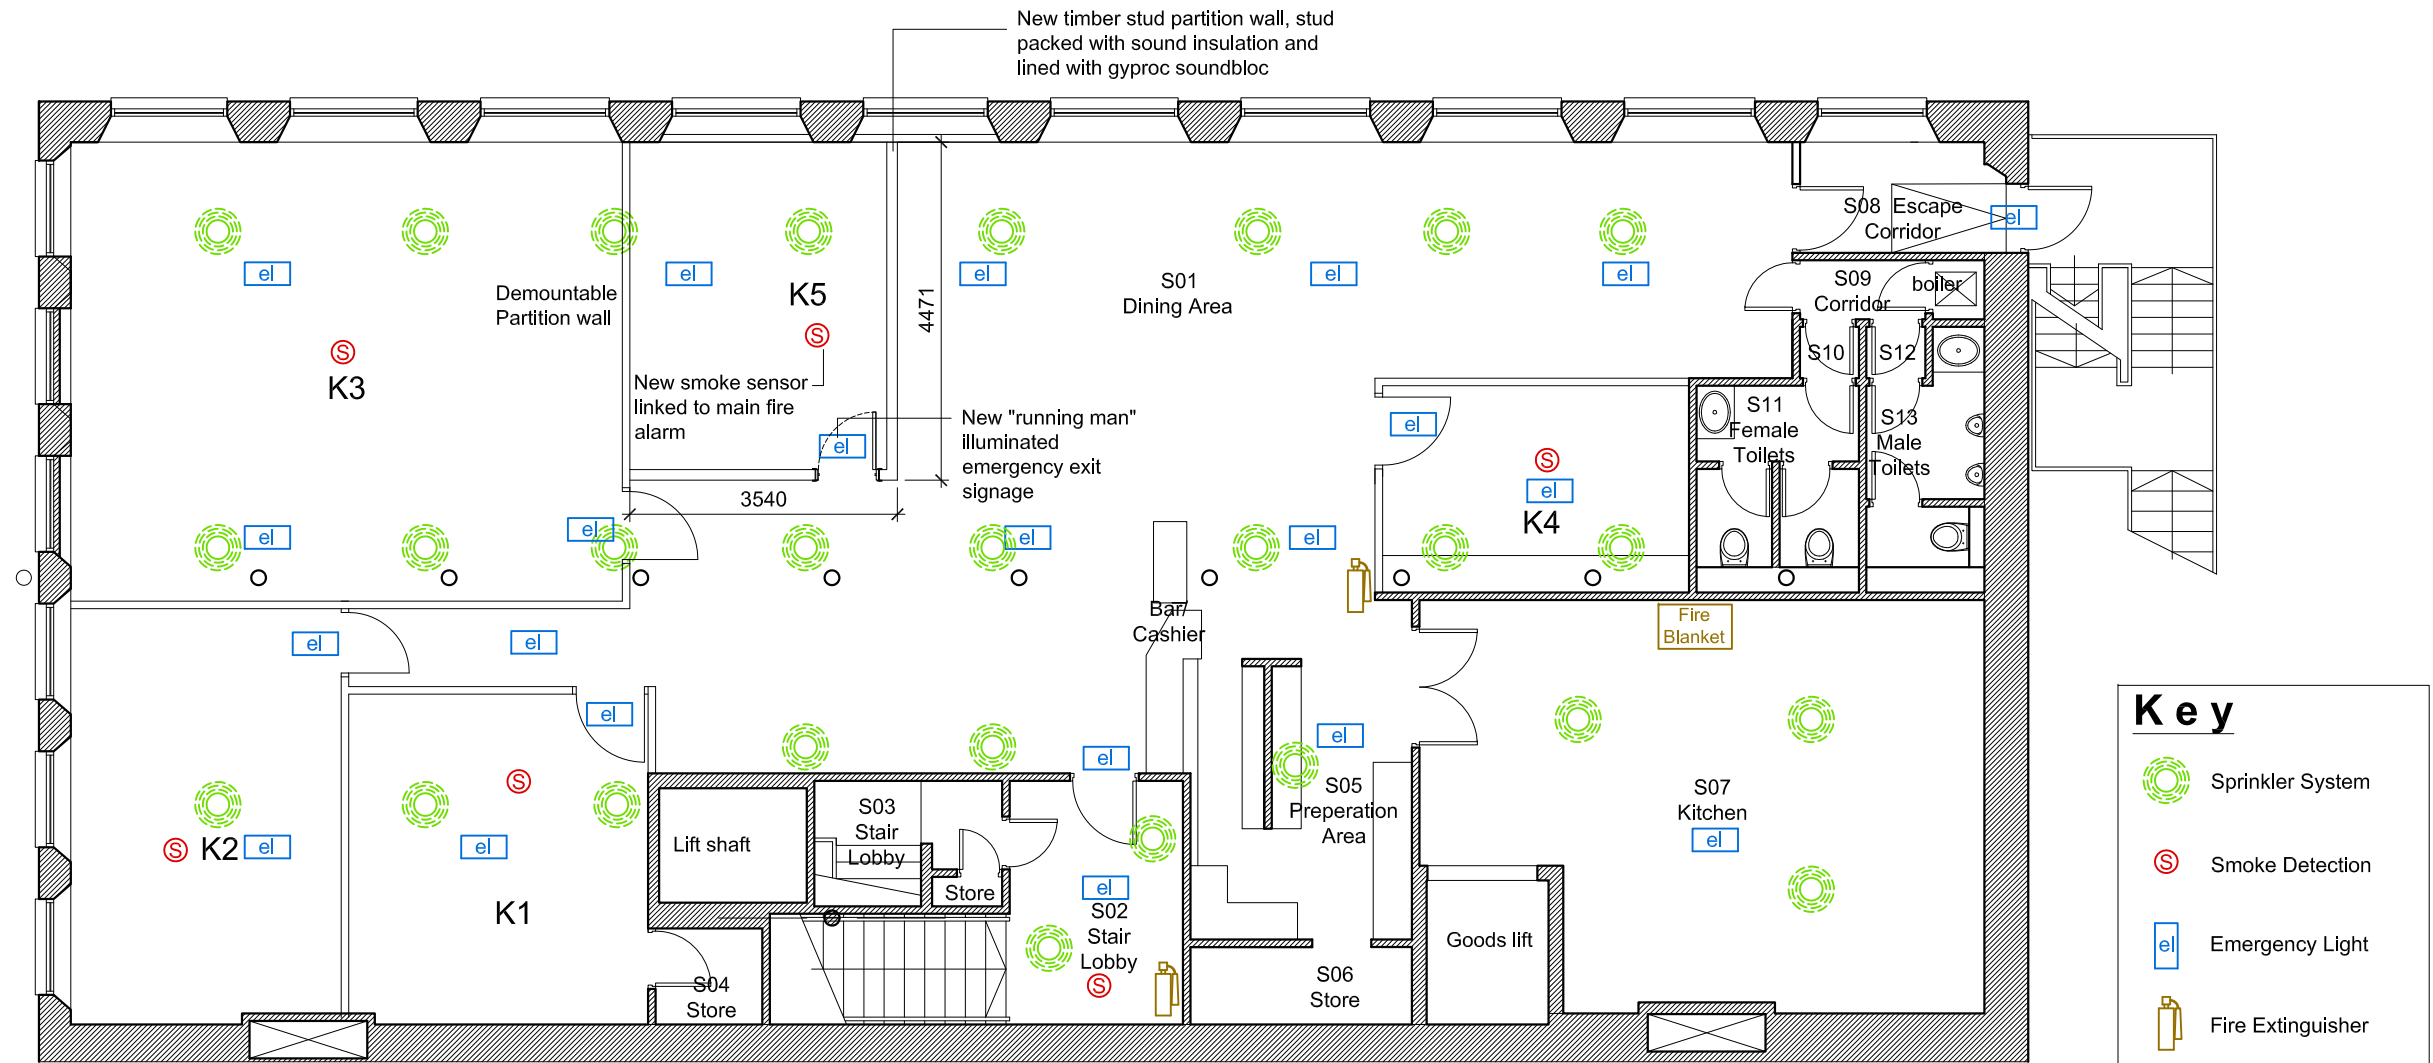 New timber stud partition wall, stud
packed with sound insulation and
lined with gyproc soundbloc
S08 Escape
Corridor
el
el
el
el
el
el
K5
S01
Dining Area
S09
Corridor
boiler
Demountable
Partition wall
4471
S
S
K3
S10
S12
New smoke sensor
linked to main fire
alarm
New "running man"
illuminated
emergency exit
signage
el
el
S
el
K4
S11
Female
Toilets
S13
Male
Toilets
3540
el
el
el
el
Bar/
Cashier
Fire
Blanket
el
el
el
el
el
S
S
K2
el
el
K1
Lift shaft
S03
Stair
Lobby
Store
el
S02
Stair
Lobby
S
S04
Store
S05
Preperation
Area
S06
Store
S07
Kitchen
el
Goods lift
Key
Sprinkler System
S
Smoke Detection
el
Emergency Light
Fire Extinguisher